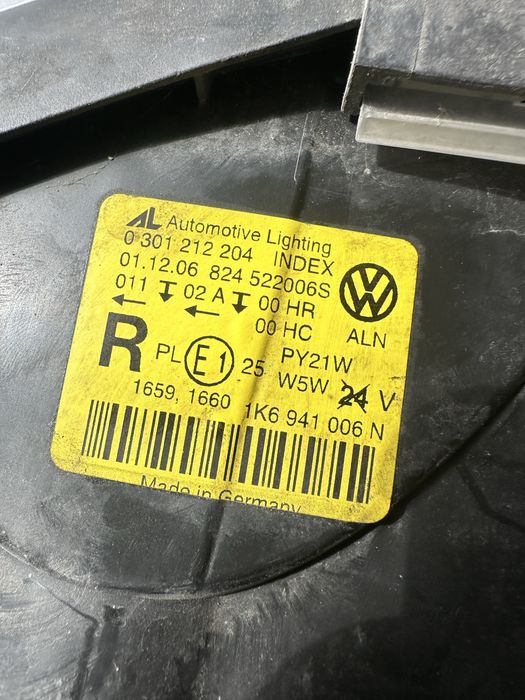 AL Automotive Lighting
0 301 212 204 INDEX
01.12.06 824 522006S
011 02 A 00 HR
00 HC
VW
ALN
R PL E1 25 PY21W
W5W 24 V
1659, 1660 1K6 941 006 N
Made in Germany